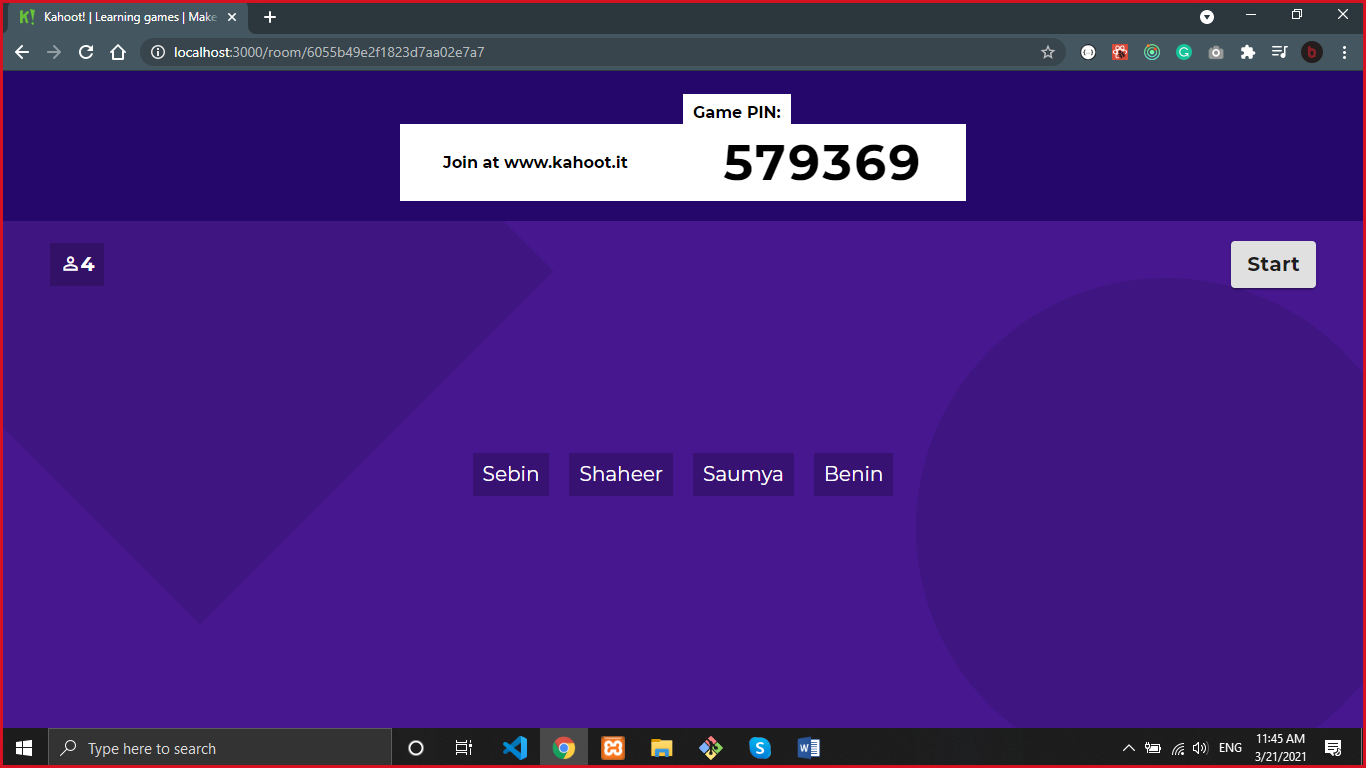 K! Kahoot! | Learning games | Make
localhost:3000/room/6055b49e2f1823d7aa02e7a7
Game PIN:
Join at www.kahoot.it 579369
4 Start
Sebin Shaheer Saumya Benin
Type here to search
ENG
11:45 AM
3/21/2021